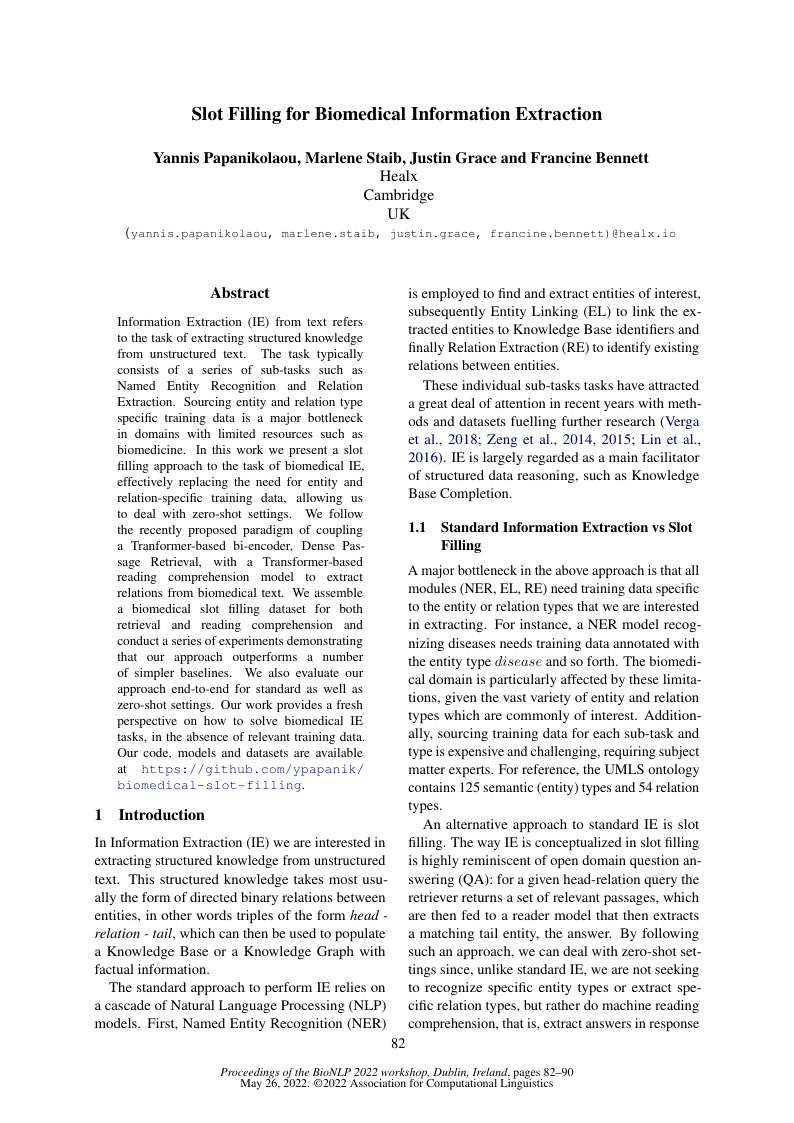 Slot Filling for Biomedical Information Extraction
Yannis Papanikolaou, Marlene Staib, Justin Grace and Francine Bennett
Healx
Cambridge
UK
(yannis.papanikolaou, marlene.staib, justin.grace, francine.bennett)@healx.io
Abstract
Information Extraction (IE) from text refers
to the task of extracting structured knowledge
from unstructured text. The task typically
consists of a series of sub-tasks such as
Named Entity Recognition and Relation
Extraction. Sourcing entity and relation type
specific training data is a major bottleneck
in domains with limited resources such as
biomedicine. In this work we present a slot
filling approach to the task of biomedical IE,
effectively replacing the need for entity and
relation-specific training data, allowing us
to deal with zero-shot settings. We follow
the recently proposed paradigm of coupling
a Tranformer-based bi-encoder, Dense Pas-
sage Retrieval, with a Transformer-based
reading comprehension model to extract
relations from biomedical text. We assemble
a biomedical slot filling dataset for both
retrieval and reading comprehension and
conduct a series of experiments demonstrating
that our approach outperforms a number
of simpler baselines. We also evaluate our
approach end-to-end for standard as well as
zero-shot settings. Our work provides a fresh
perspective on how to solve biomedical IE
tasks, in the absence of relevant training data.
Our code, models and datasets are available
at https://github.com/ypapanik/
biomedical-slot-filling.
1 Introduction
In Information Extraction (IE) we are interested in
extracting structured knowledge from unstructured
text. This structured knowledge takes most usu-
ally the form of directed binary relations between
entities, in other words triples of the form head -
relation - tail, which can then be used to populate
a Knowledge Base or a Knowledge Graph with
factual information.
The standard approach to perform IE relies on
a cascade of Natural Language Processing (NLP)
models. First, Named Entity Recognition (NER)
is employed to find and extract entities of interest,
subsequently Entity Linking (EL) to link the ex-
tracted entities to Knowledge Base identifiers and
finally Relation Extraction (RE) to identify existing
relations between entities.
These individual sub-tasks tasks have attracted
a great deal of attention in recent years with meth-
ods and datasets fuelling further research (Verga
et al., 2018; Zeng et al., 2014, 2015; Lin et al.,
2016). IE is largely regarded as a main facilitator
of structured data reasoning, such as Knowledge
Base Completion.
1.1 Standard Information Extraction vs Slot
Filling
A major bottleneck in the above approach is that all
modules (NER, EL, RE) need training data specific
to the entity or relation types that we are interested
in extracting. For instance, a NER model recog-
nizing diseases needs training data annotated with
the entity type disease and so forth. The biomedi-
cal domain is particularly affected by these limita-
tions, given the vast variety of entity and relation
types which are commonly of interest. Addition-
ally, sourcing training data for each sub-task and
type is expensive and challenging, requiring subject
matter experts. For reference, the UMLS ontology
contains 125 semantic (entity) types and 54 relation
types.
An alternative approach to standard IE is slot
filling. The way IE is conceptualized in slot filling
is highly reminiscent of open domain question an-
swering (QA): for a given head-relation query the
retriever returns a set of relevant passages, which
are then fed to a reader model that then extracts
a matching tail entity, the answer. By following
such an approach, we can deal with zero-shot set-
tings since, unlike standard IE, we are not seeking
to recognize specific entity types or extract spe-
cific relation types, but rather do machine reading
comprehension, that is, extract answers in response
82
Proceedings of the BioNLP 2022 workshop, Dublin, Ireland, pages 82–90
May 26, 2022. ©2022 Association for Computational Linguistics